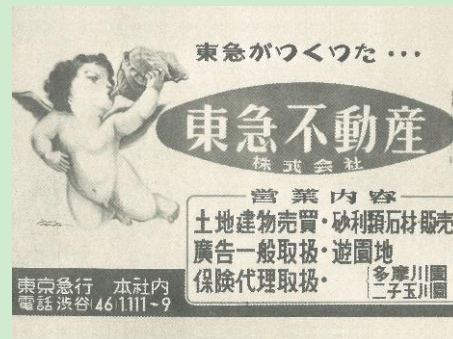 東急がつくつた・・・
東急不動産
株式会社
営業内容
土地建物売買・砂利類石材販売
廣告一般取扱・遊園地
保険代理取扱・
多摩川園
二子玉川園
東京急行 本社内
電話渋谷(46)1111~9